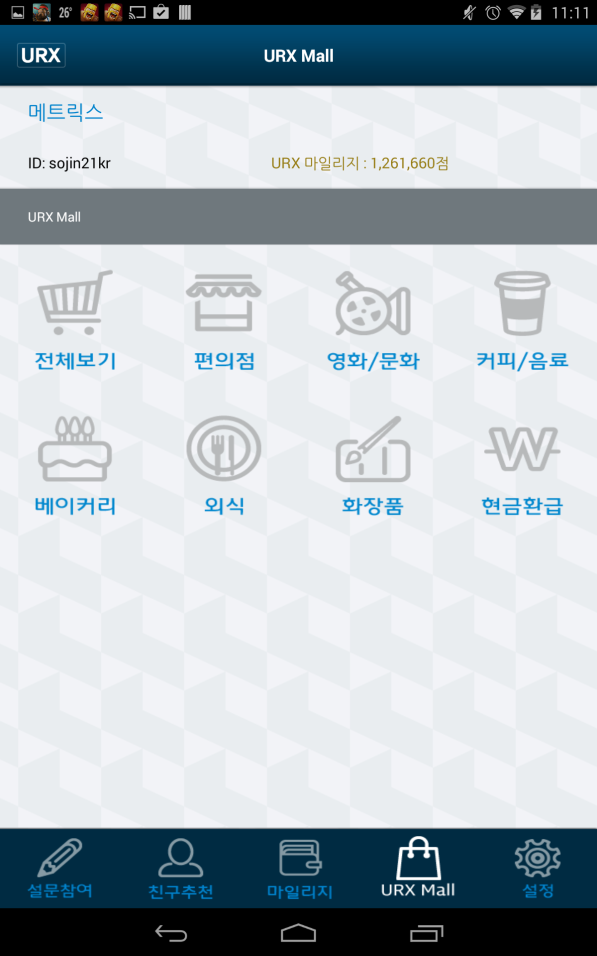 26° 11:11
URX URX Mall
메트릭스
ID: sojin21kr URX 마일리지 : 1,261,660점
URX Mall
전체보기 편의점 영화/문화 커피/음료
베이커리 외식 화장품 현금환급
설문참여 친구추천 마일리지 URX Mall 설정